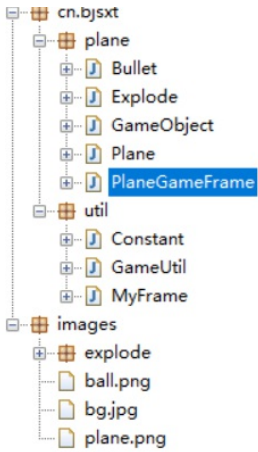 cn.bjsxt
plane
Bullet
Explode
GameObject
Plane
PlaneGameFrame
util
Constant
GameUtil
MyFrame
images
explode
ball.png
bg.jpg
plane.png